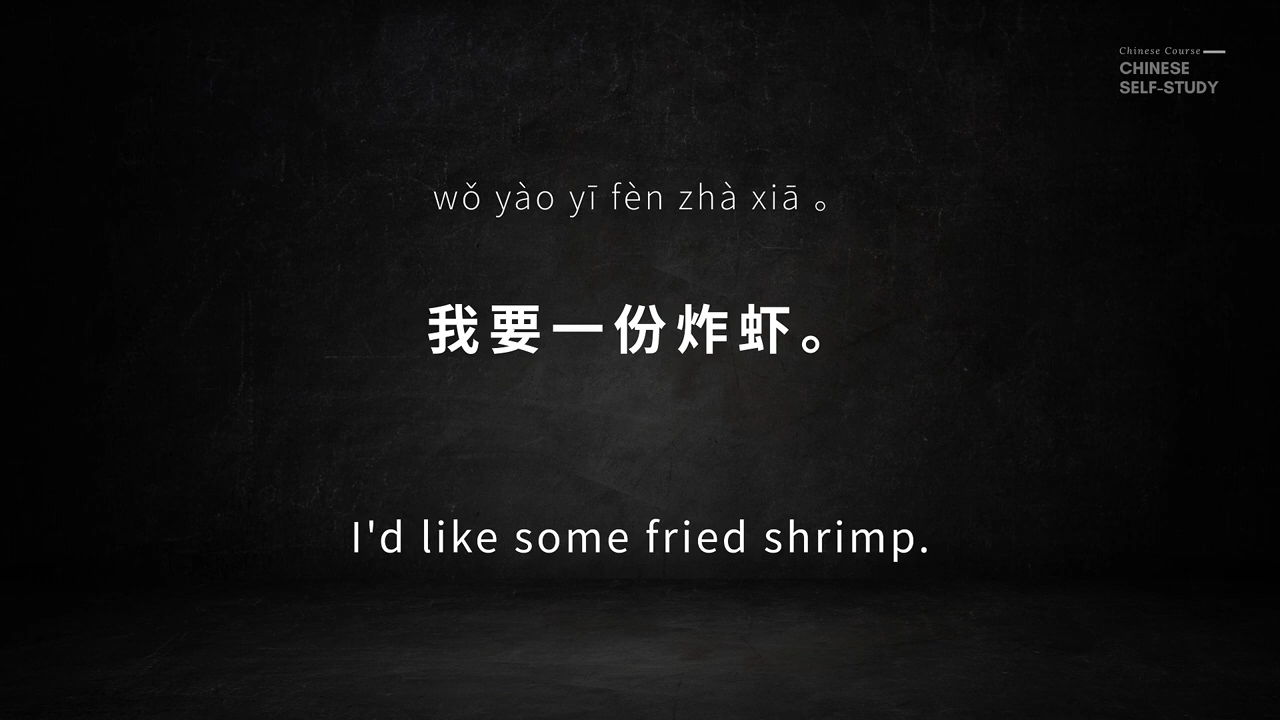 Chinese Course
CHINESE
SELF-STUDY
wǒ yào yī fèn zhà xiā 。
我要一份炸虾。
I'd like some fried shrimp.